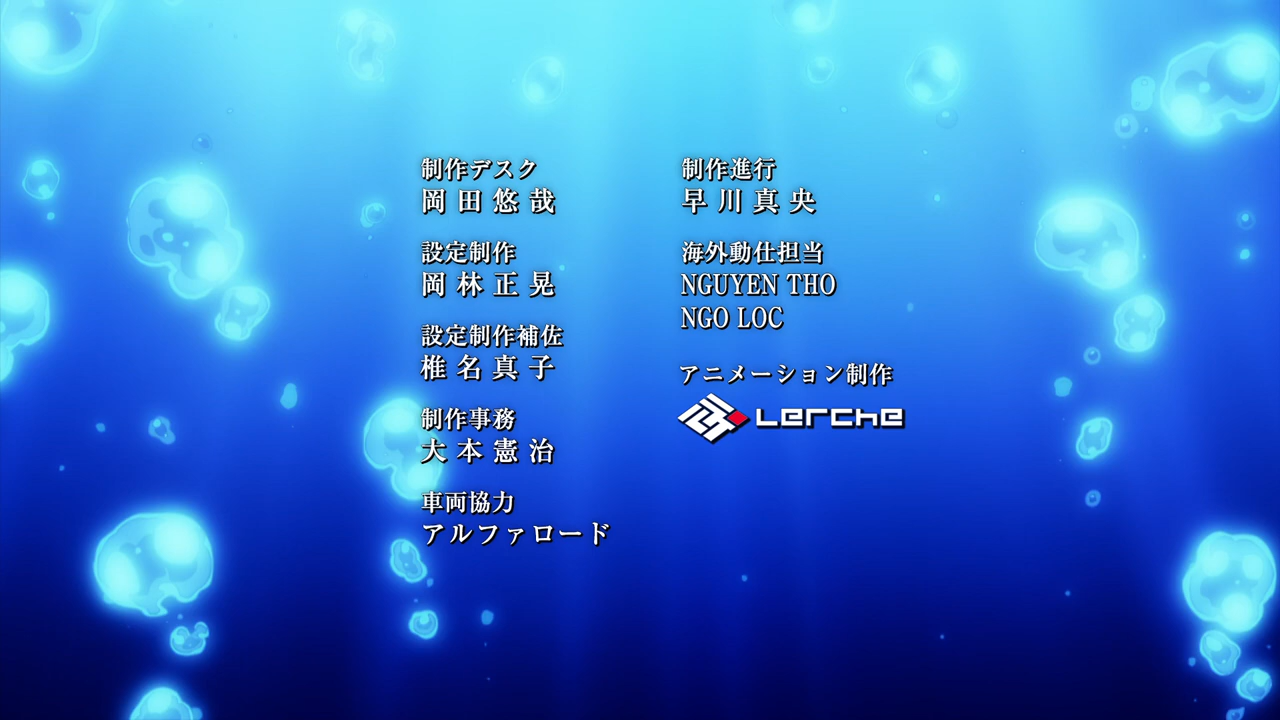 制作デスク
岡田悠哉
設定制作
岡林正晃
設定制作補佐
椎名真子
制作事務
大本憲治
車両協力
アルファロード
制作進行
早川真央
海外動仕担当
NGUYEN THO
NGO LOC
アニメーション制作
Lerche